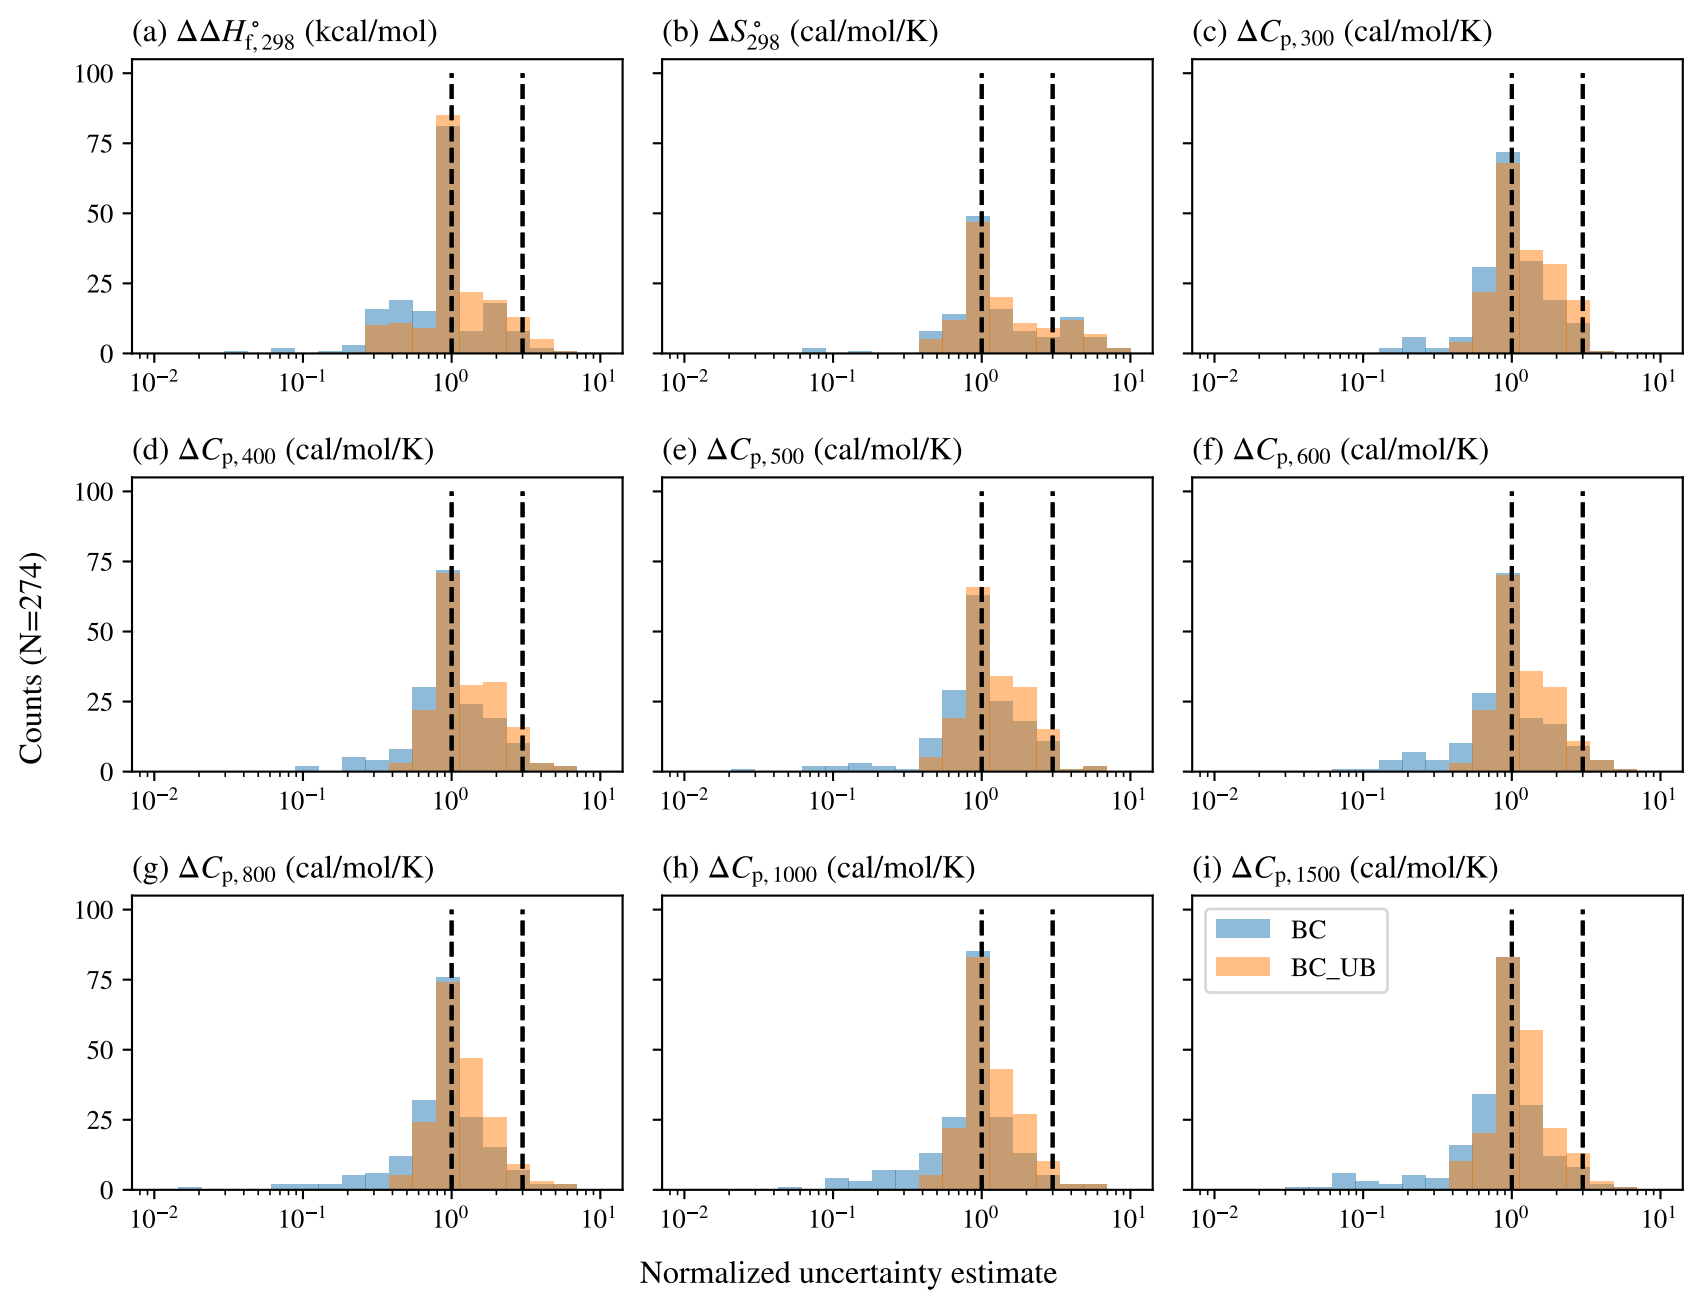 (a) ΔΔH°f,298 (kcal/mol)
(b) ΔS°298 (cal/mol/K)
(c) ΔCp,300 (cal/mol/K)
100
75
50
25
0
10⁻² 10⁻¹ 10⁰ 10¹
10⁻² 10⁻¹ 10⁰ 10¹
10⁻² 10⁻¹ 10⁰ 10¹
(d) ΔCp,400 (cal/mol/K)
(e) ΔCp,500 (cal/mol/K)
(f) ΔCp,600 (cal/mol/K)
Counts (N=274)
100
75
50
25
0
10⁻² 10⁻¹ 10⁰ 10¹
10⁻² 10⁻¹ 10⁰ 10¹
10⁻² 10⁻¹ 10⁰ 10¹
(g) ΔCp,800 (cal/mol/K)
(h) ΔCp,1000 (cal/mol/K)
(i) ΔCp,1500 (cal/mol/K)
100
75
50
25
0
BC
BC_UB
10⁻² 10⁻¹ 10⁰ 10¹
10⁻² 10⁻¹ 10⁰ 10¹
10⁻² 10⁻¹ 10⁰ 10¹
Normalized uncertainty estimate